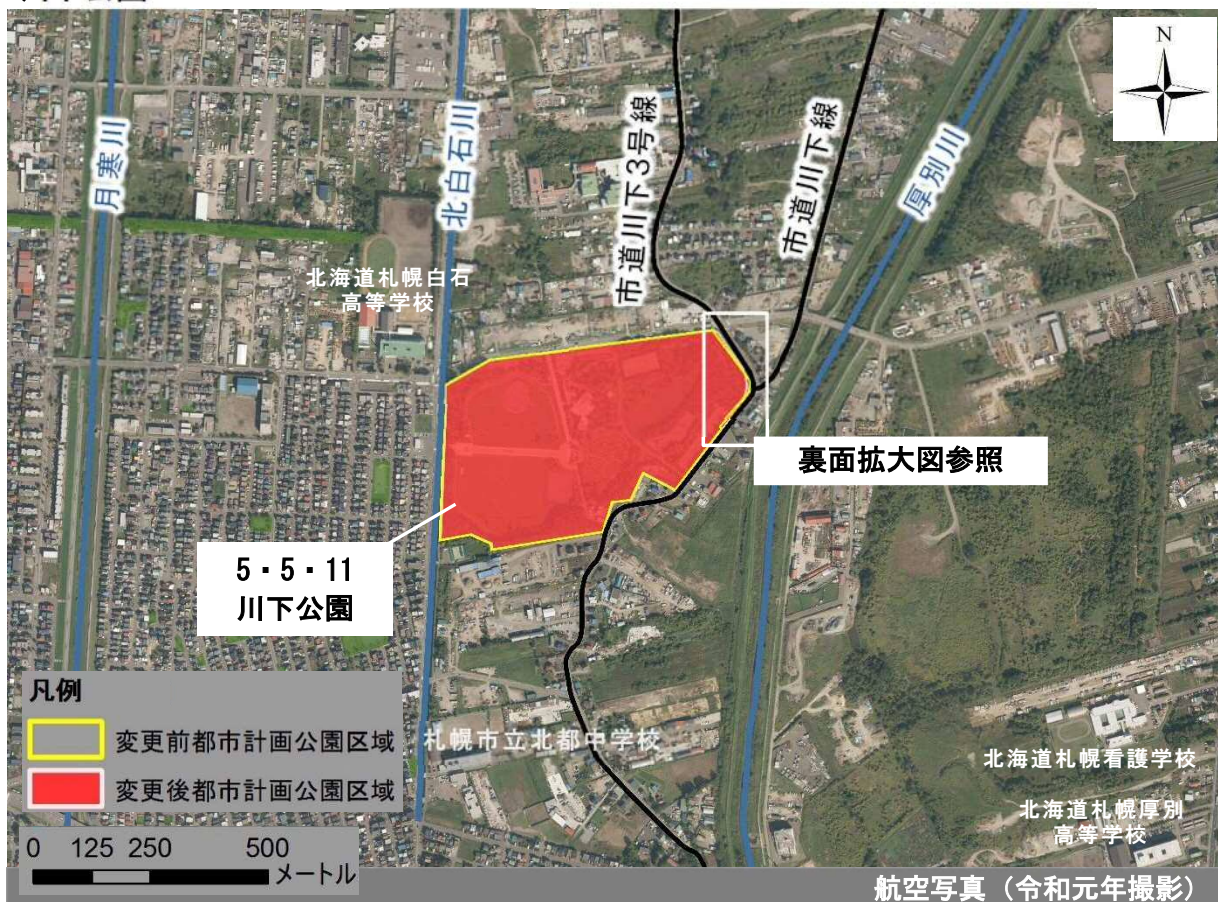 N
月寒川
北白石川
市道川下3号線
市道川下線
厚別川
北海道札幌白石
高等学校
裏面拡大図参照
5・5・11
川下公園
凡例
変更前都市計画公園区域
変更後都市計画公園区域
札幌市立北都中学校
北海道札幌看護学校
北海道札幌厚別
高等学校
0 125 250 500
メートル
航空写真（令和元年撮影）